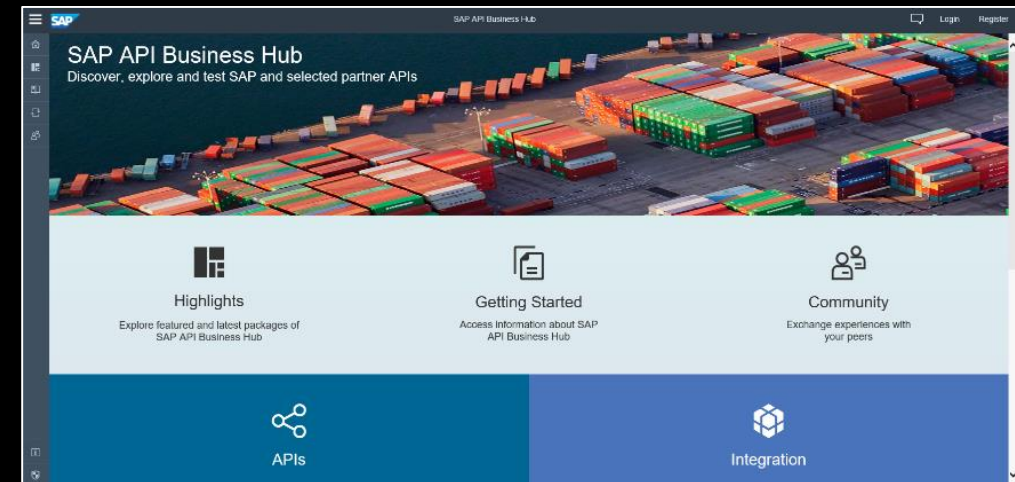 SAP
SAP API Business Hub
Login
Register
SAP API Business Hub
Discover, explore and test SAP and selected partner APIs
Highlights
Explore featured and latest packages of
SAP API Business Hub
Getting Started
Access Information about SAP
API Business Hub
Community
Exchange experiences with
your peers
APIs
Integration